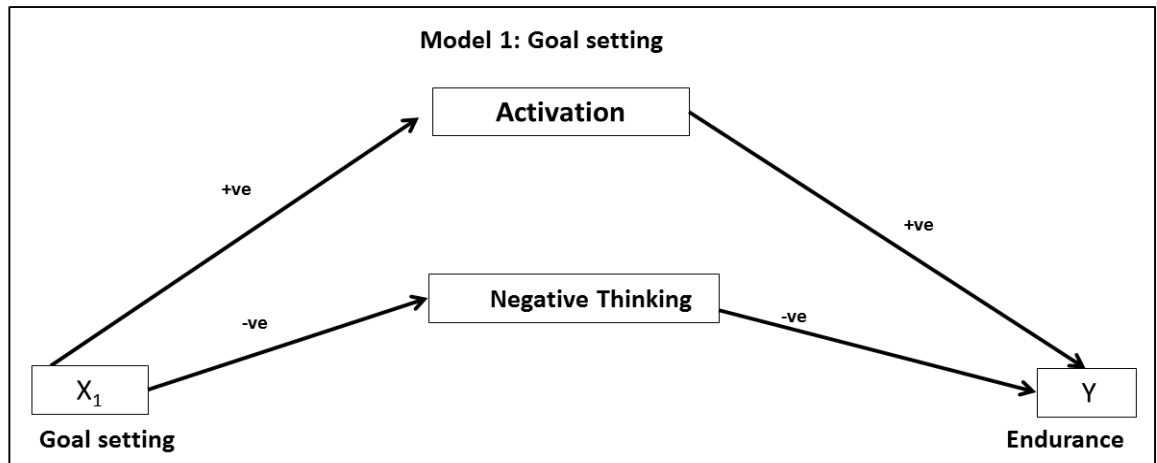 Model 1: Goal setting
Activation
+ve
+ve
Negative Thinking
-ve
-ve
X₁
Y
Goal setting
Endurance